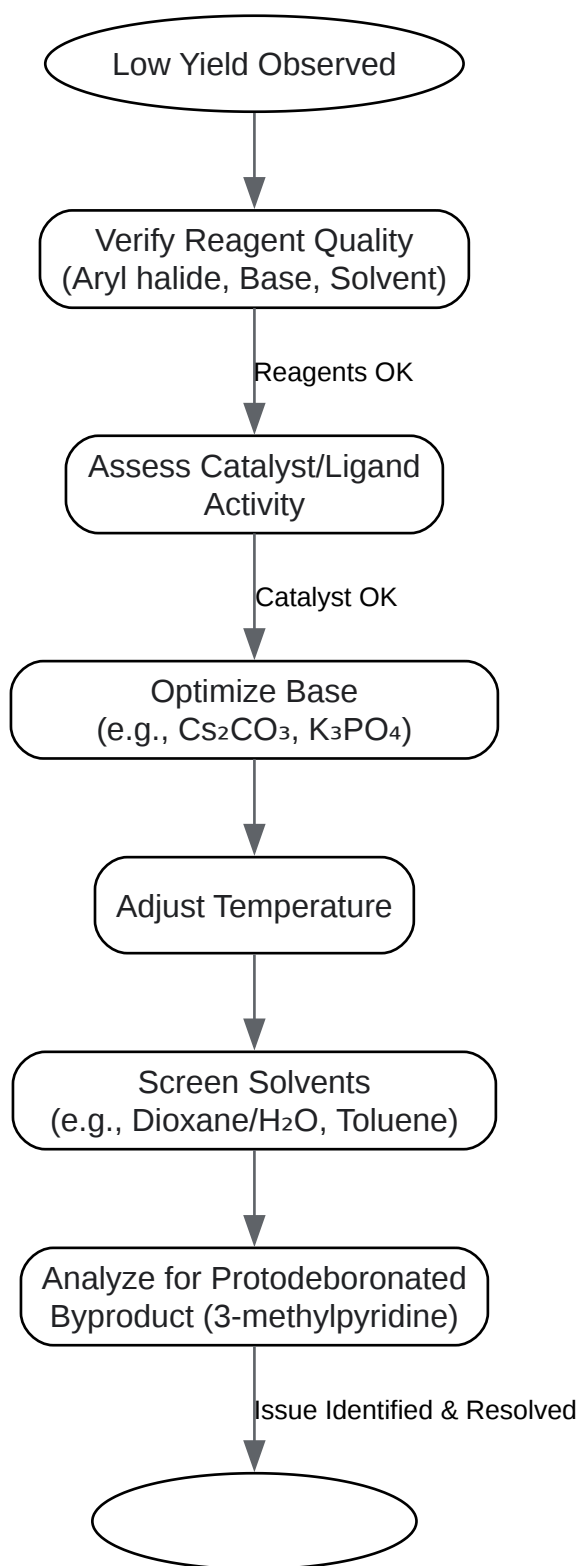 Low Yield Observed
Verify Reagent Quality
(Aryl halide, Base, Solvent)
Reagents OK
Assess Catalyst/Ligand
Activity
Catalyst OK
Optimize Base
(e.g., Cs₂CO₃, K₃PO₄)
Adjust Temperature
Screen Solvents
(e.g., Dioxane/H₂O, Toluene)
Analyze for Protodeboronated
Byproduct (3-methylpyridine)
Issue Identified & Resolved